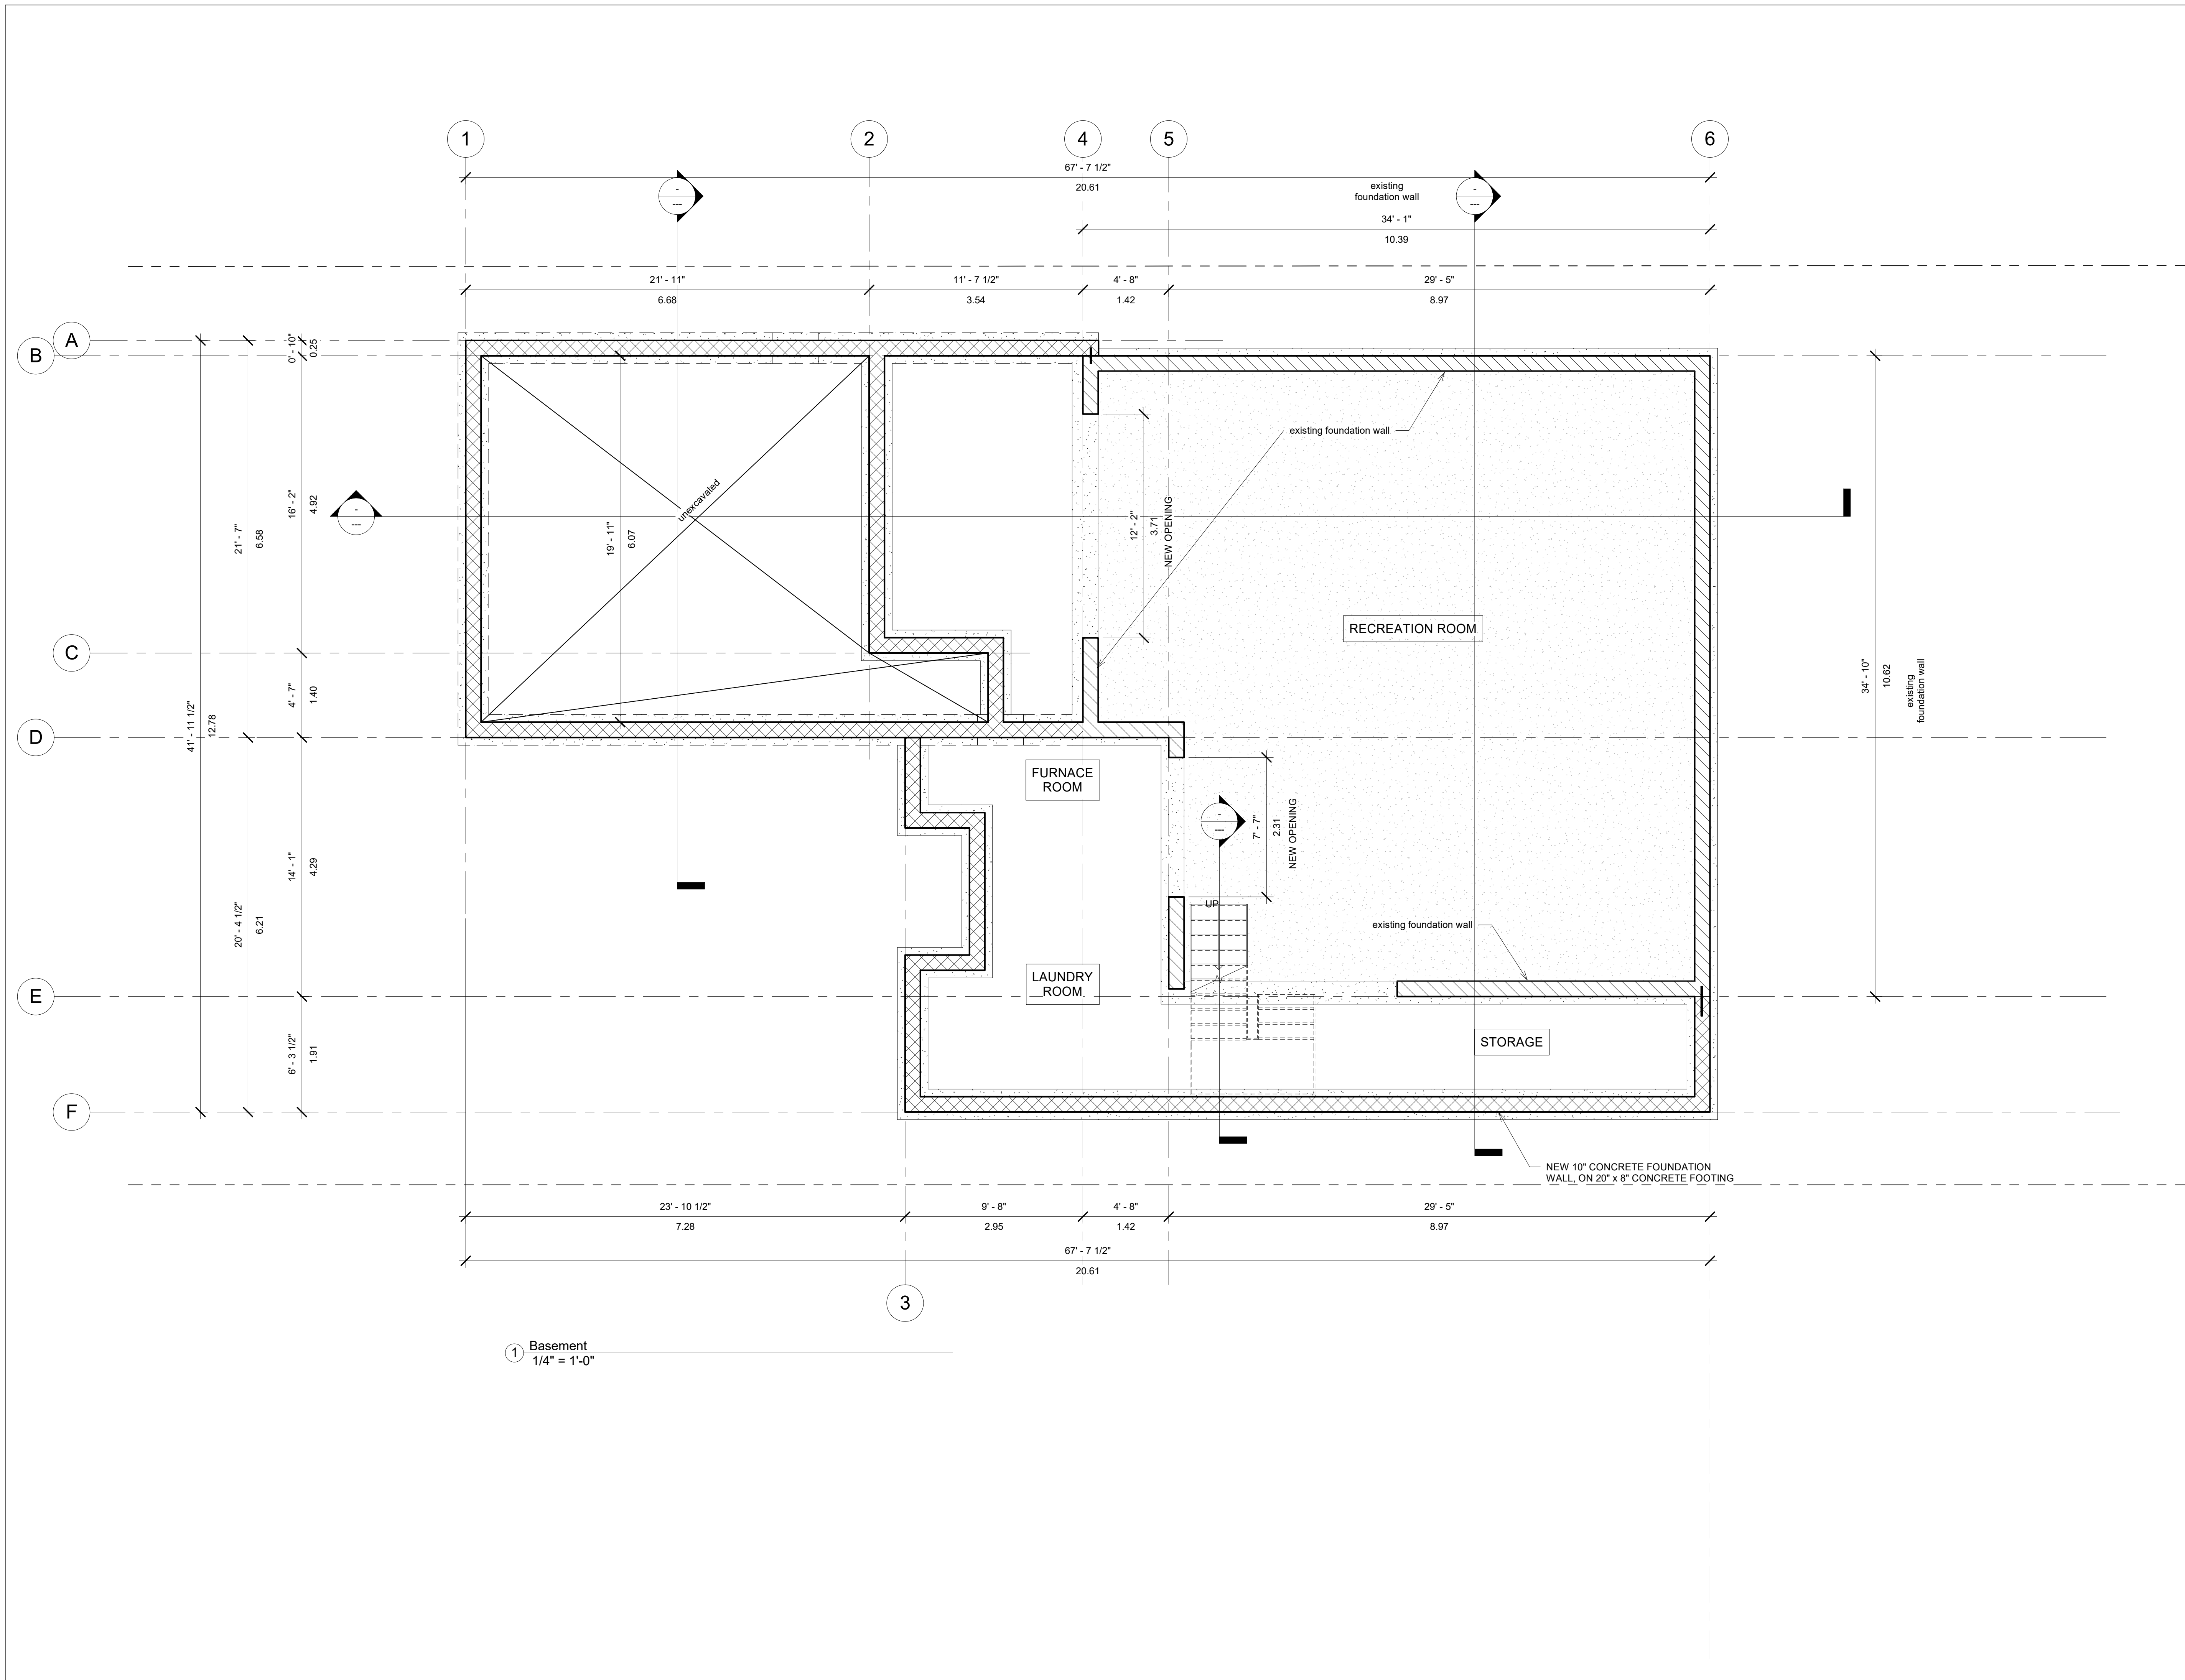 1
2
4
5
6
67' - 7 1/2"
20.61
-
---
-
---
existing
foundation wall
34' - 1"
10.39
21' - 11"
6.68
11' - 7 1/2"
3.54
4' - 8"
1.42
29' - 5"
8.97
A
B
0' - 10"
0.25
existing foundation wall
unexcavated
16' - 2"
4.92
21' - 7"
6.58
-
---
19' - 11"
6.07
12' - 2"
3.71
NEW OPENING
RECREATION ROOM
C
4' - 7"
1.40
41' - 11 1/2"
12.78
34' - 10"
10.62
existing
foundation wall
D
FURNACE
ROOM
-
---
7' - 7"
2.31
NEW OPENING
14' - 1"
4.29
20' - 4 1/2"
6.21
UP
existing foundation wall
LAUNDRY
ROOM
E
6' - 3 1/2"
1.91
STORAGE
F
NEW 10" CONCRETE FOUNDATION
WALL, ON 20" x 8" CONCRETE FOOTING
23' - 10 1/2"
7.28
9' - 8"
2.95
4' - 8"
1.42
29' - 5"
8.97
67' - 7 1/2"
20.61
3
1
Basement
1/4" = 1'-0"